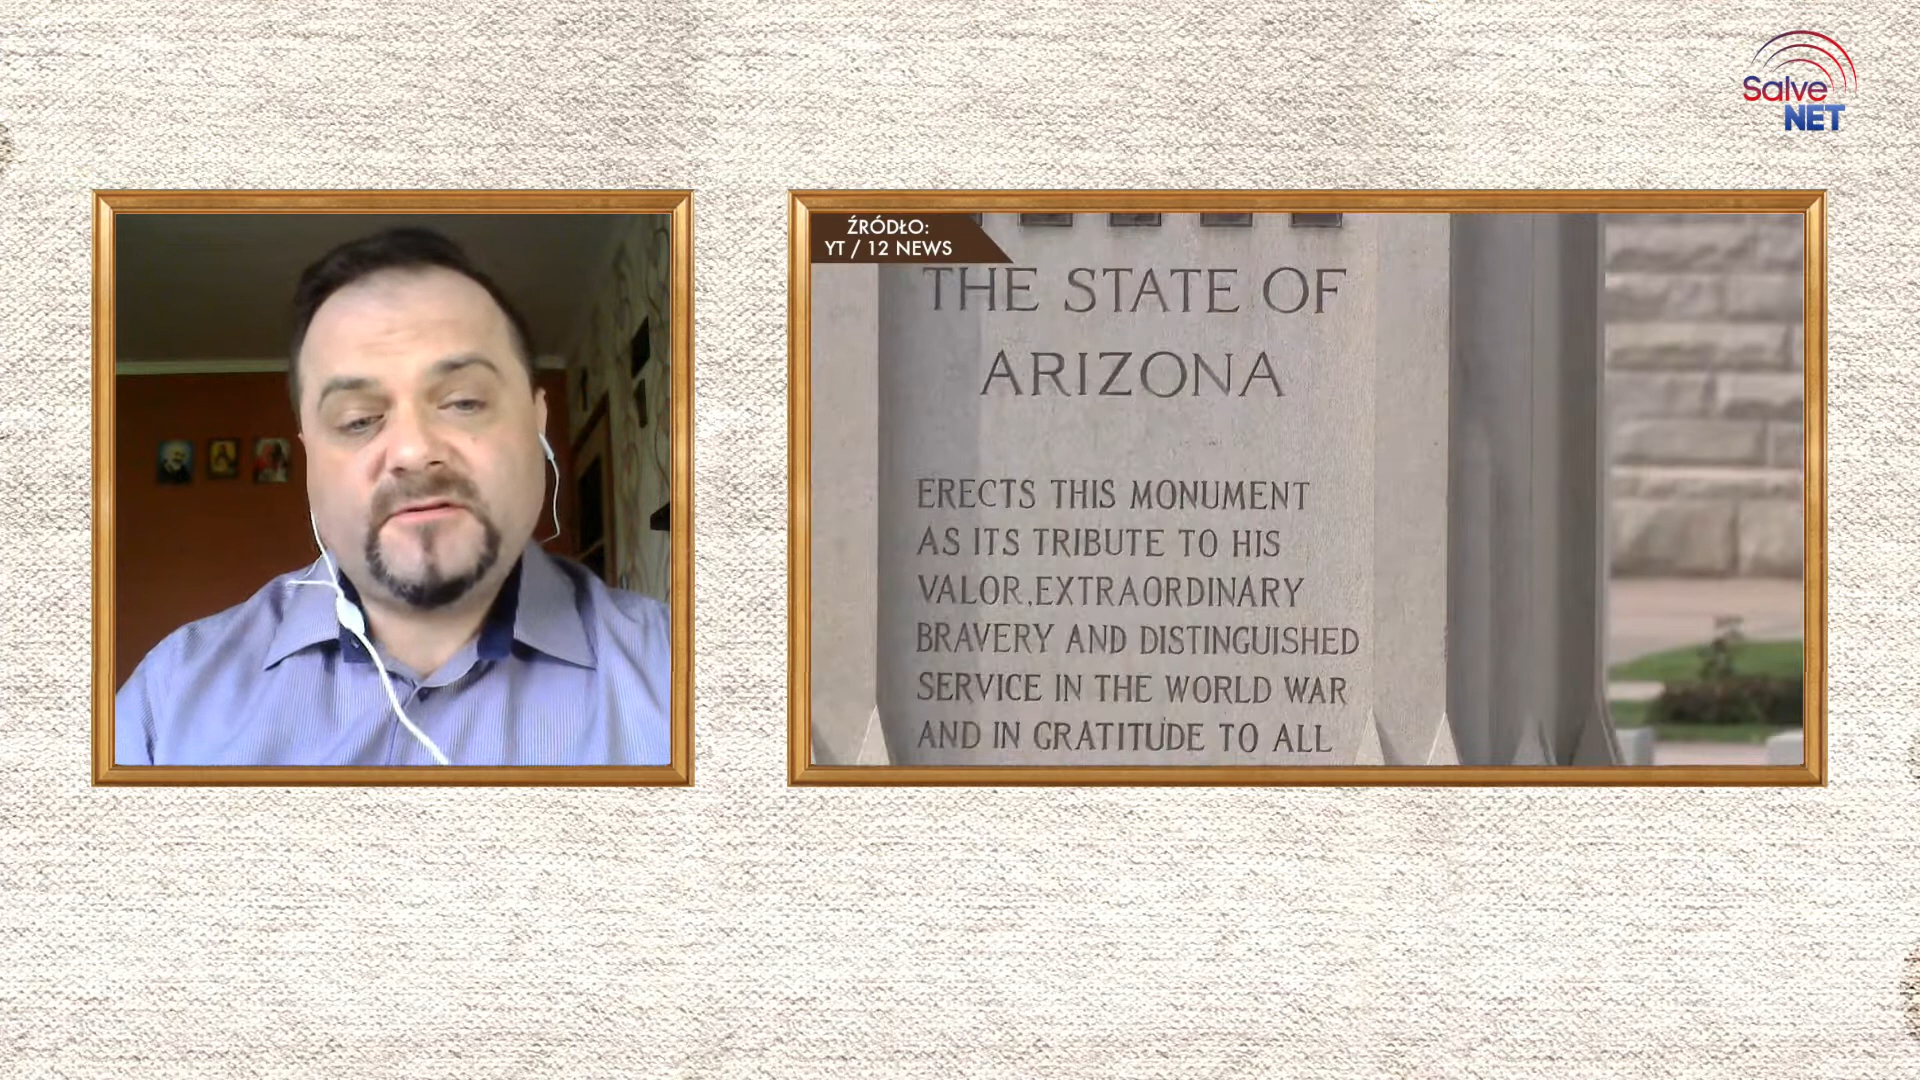 Salve
NET
ŹRÓDŁO:
YT / 12 NEWS
THE STATE OF
ARIZONA
ERECTS THIS MONUMENT
AS ITS TRIBUTE TO HIS
VALOR, EXTRAORDINARY
BRAVERY AND DISTINGUISHED
SERVICE IN THE WORLD WAR
AND IN GRATITUDE TO ALL